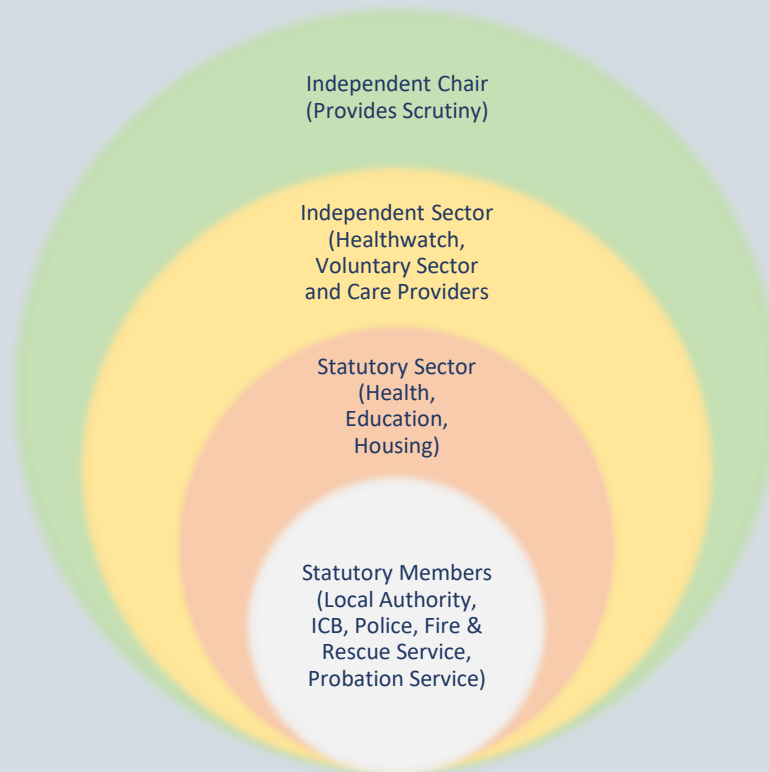 Independent Chair
(Provides Scrutiny)
Independent Sector
(Healthwatch,
Voluntary Sector
and Care Providers
Statutory Sector
(Health,
Education,
Housing)
Statutory Members
(Local Authority,
ICB, Police, Fire &
Rescue Service,
Probation Service)